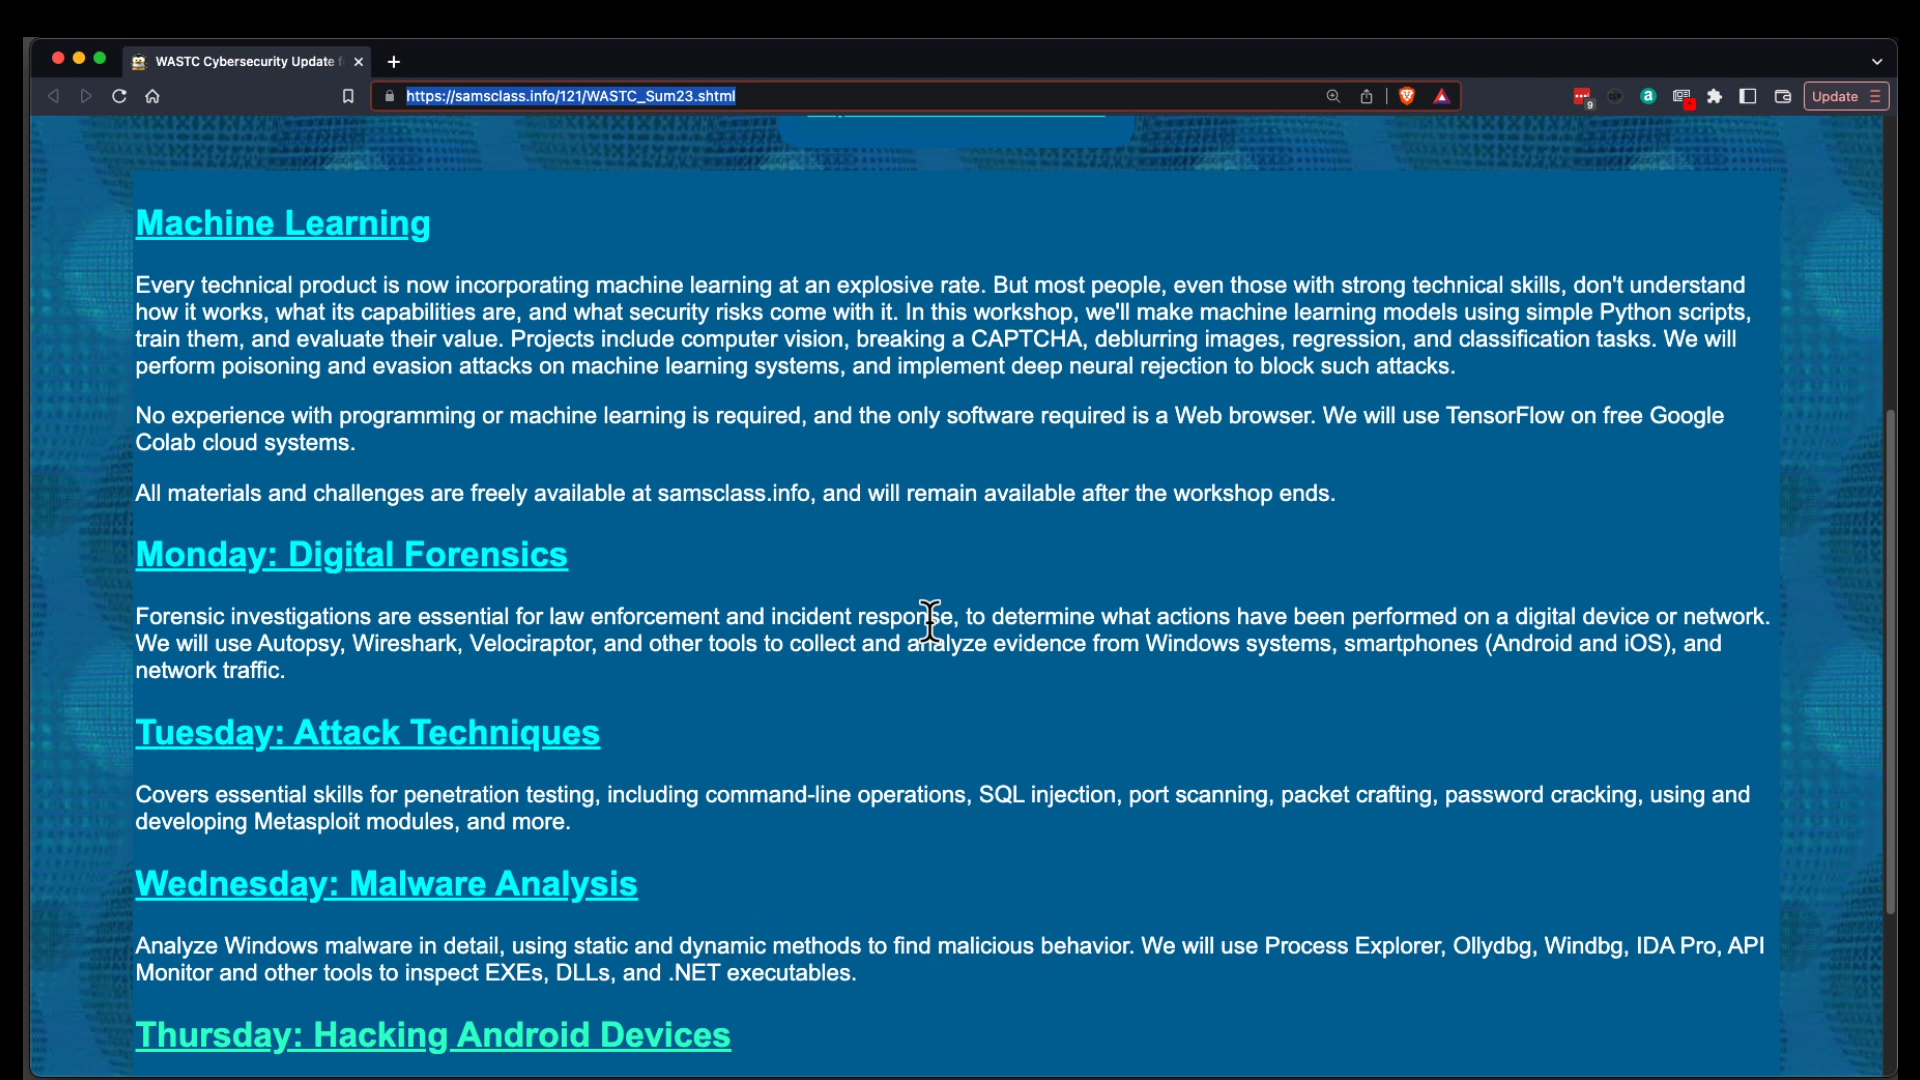 WASTC Cybersecurity Update f
https://samsclass.info/121/WASTC_Sum23.shtml
9
Update
Machine Learning
Every technical product is now incorporating machine learning at an explosive rate. But most people, even those with strong technical skills, don't understand
how it works, what its capabilities are, and what security risks come with it. In this workshop, we'll make machine learning models using simple Python scripts,
train them, and evaluate their value. Projects include computer vision, breaking a CAPTCHA, deblurring images, regression, and classification tasks. We will
perform poisoning and evasion attacks on machine learning systems, and implement deep neural rejection to block such attacks.
No experience with programming or machine learning is required, and the only software required is a Web browser. We will use TensorFlow on free Google
Colab cloud systems.
All materials and challenges are freely available at samsclass.info, and will remain available after the workshop ends.
Monday: Digital Forensics
Forensic investigations are essential for law enforcement and incident response, to determine what actions have been performed on a digital device or network.
We will use Autopsy, Wireshark, Velociraptor, and other tools to collect and analyze evidence from Windows systems, smartphones (Android and iOS), and
network traffic.
Tuesday: Attack Techniques
Covers essential skills for penetration testing, including command-line operations, SQL injection, port scanning, packet crafting, password cracking, using and
developing Metasploit modules, and more.
Wednesday: Malware Analysis
Analyze Windows malware in detail, using static and dynamic methods to find malicious behavior. We will use Process Explorer, Ollydbg, Windbg, IDA Pro, API
Monitor and other tools to inspect EXEs, DLLs, and .NET executables.
Thursday: Hacking Android Devices